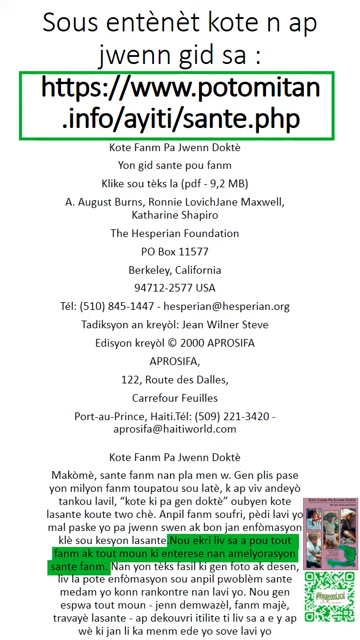 Sous entènèt kote n ap
jwenn gid sa :
https://www.potomitan
.info/ayiti/sante.php
Kote Fanm Pa Jwenn Doktè
Yon gid sante pou fanm
Klike sou tèks la (pdf - 9,2 MB)
A. August Burns, Ronnie LovichJane Maxwell,
Katharine Shapiro
The Hesperian Foundation
PO Box 11577
Berkeley, California
94712-2577 USA
Tél: (510) 845-1447 - hesperian@hesperian.org
Tadiksyon an kreyòl: Jean Wilner Steve
Edisyon kreyòl © 2000 APROSIFA
APROSIFA,
122, Route des Dalles,
Carrefour Feuilles
Port-au-Prince, Haiti.Tél: (509) 221-3420 -
aprosifa@haitiworld.com
Kote Fanm Pa Jwenn Doktè
Makòmè, sante fanm nan pla men w. Gen plis pase
yon milyon fanm toupatou sou latè, k ap viv andeyò
tankou lavil, "kote ki pa gen doktè" oubyen kote
lasante koute two chè. Anpil fanm soufri, pèdi lavi yo
mal paske yo pa jwenn swen ak bon jan enfòmasyon
klè sou kesyon lasante.Nou ekri liv sa a pou tout
fanm ak tout moun ki enterese nan amelyorasyon
sante fanm. Nan yon tèks fasil ki gen foto ak desen,
liv la pote enfòmasyon sou anpil pwoblèm sante
medam yo konn rankontre nan lavi yo. Nou gen
espwa tout moun - jenn demwazèl, fanm majè,
travayè lasante - ap dekouvri itilite ti liv sa a e y ap
wè ki jan li ka menm ede yo sove lavi yo